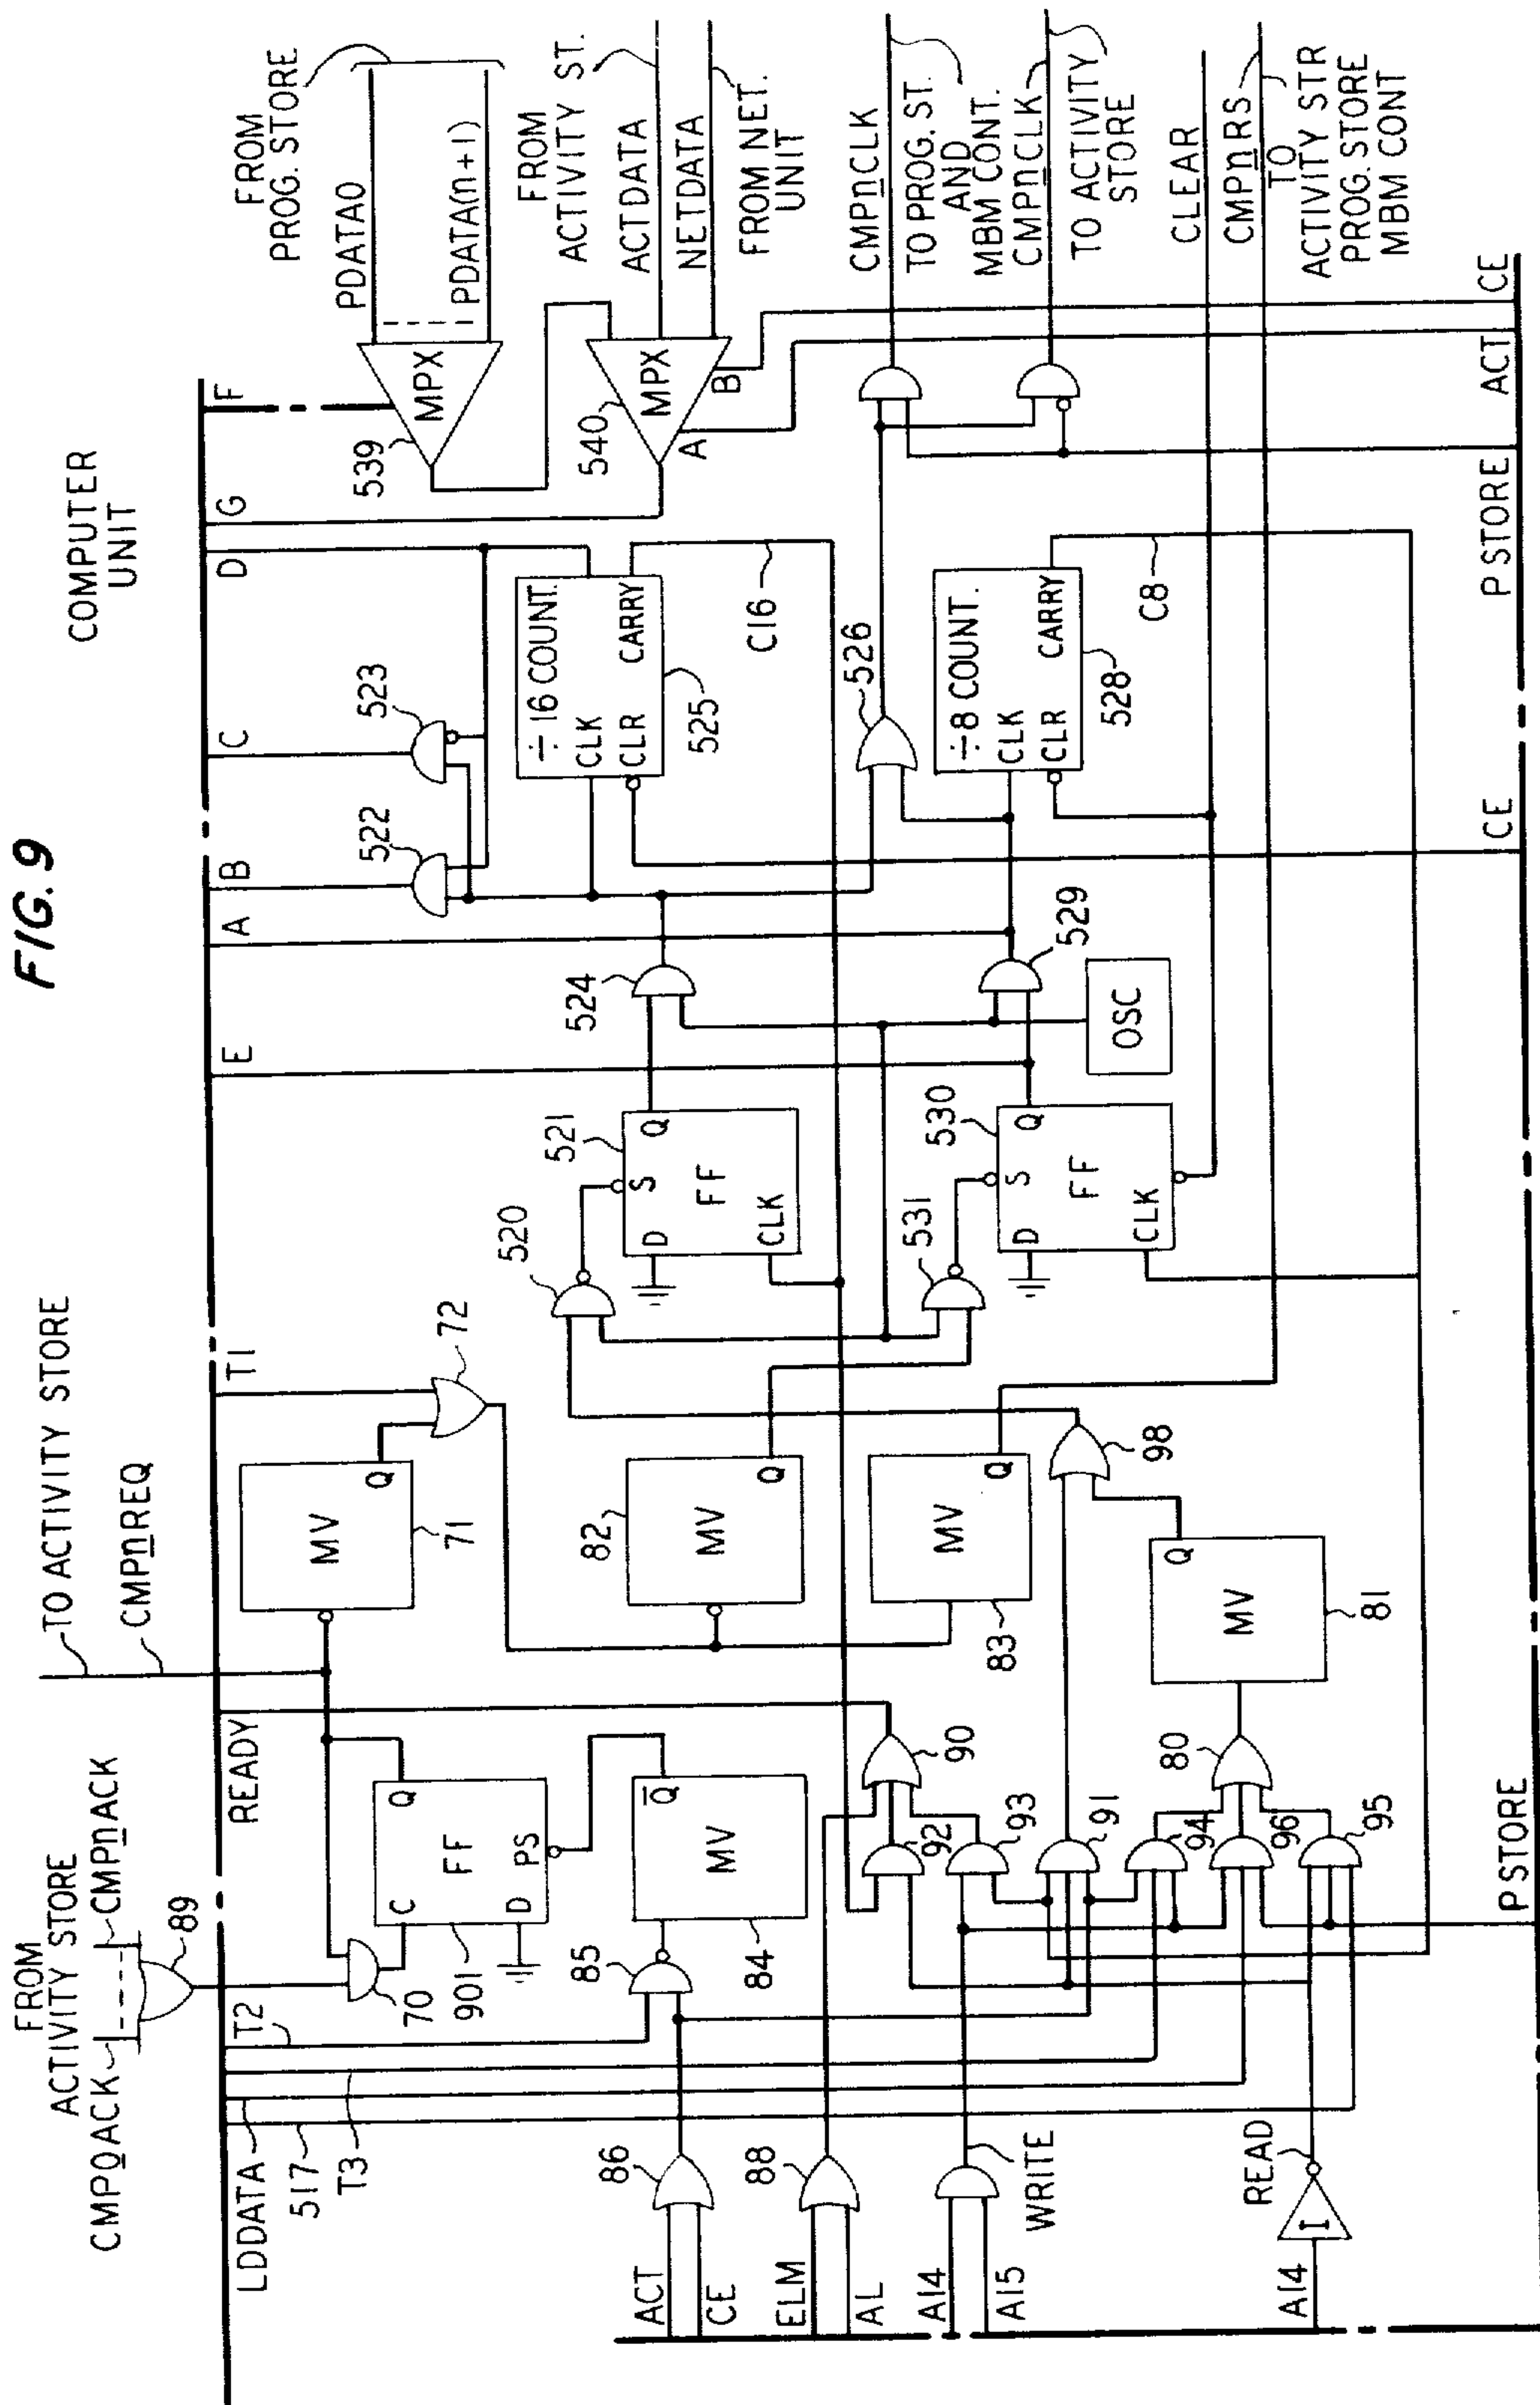 FIG. 9
COMPUTER
UNIT
FROM
ACTIVITY STORE
CMP0ACK
CMPnACK
89
TO ACTIVITY STORE
CMPnREQ
LDDATA
517
T3
T2
READY
T1
E
A
B
C
D
G
F
70
901
C
FF
Q
D
PS
MV
Q
71
72
85
MV
Q̅
84
82
MV
Q
83
MV
Q
520
521
D
S
Q
FF
CLK
531
530
D
S
Q
FF
CLK
524
529
OSC
522
523
÷16 COUNT.
CLK
CLR
CARRY
525
C16
526
÷8 COUNT.
CLK
CLR
CARRY
528
C8
539
MPX
540
MPX
A
B
FROM
PROG. STORE
PDATA0
PDATA(n+1)
FROM
ACTIVITY ST.
ACTDATA
NETDATA
FROM NET.
UNIT
CMPnCLK
TO PROG. ST.
AND
MBM CONT.
CMPnCLK
TO ACTIVITY
STORE
CLEAR
CMPnRS
TO
ACTIVITY STR
PROG. STORE
MBM CONT
ACT
CE
86
ELM
AL
88
A14
A15
WRITE
A14
I
READ
90
92
93
91
94
96
95
80
MV
Q
81
98
PSTORE
CE
PSTORE
ACT
CE